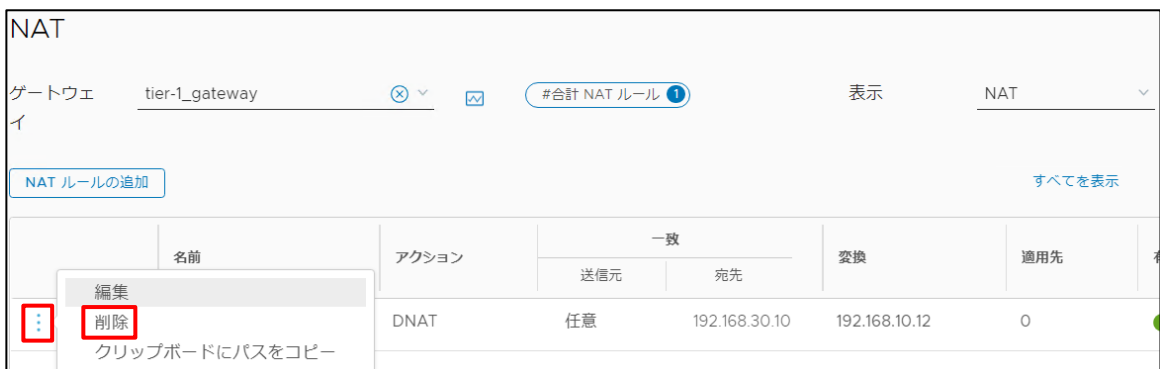 NAT
ゲートウェイ tier-1_gateway #合計 NAT ルール 1 表示 NAT
NAT ルールの追加 すべてを表示
名前 アクション 一致 変換 適用先
送信元 宛先
編集
削除 DNAT 任意 192.168.30.10 192.168.10.12 0
クリップボードにパスをコピー